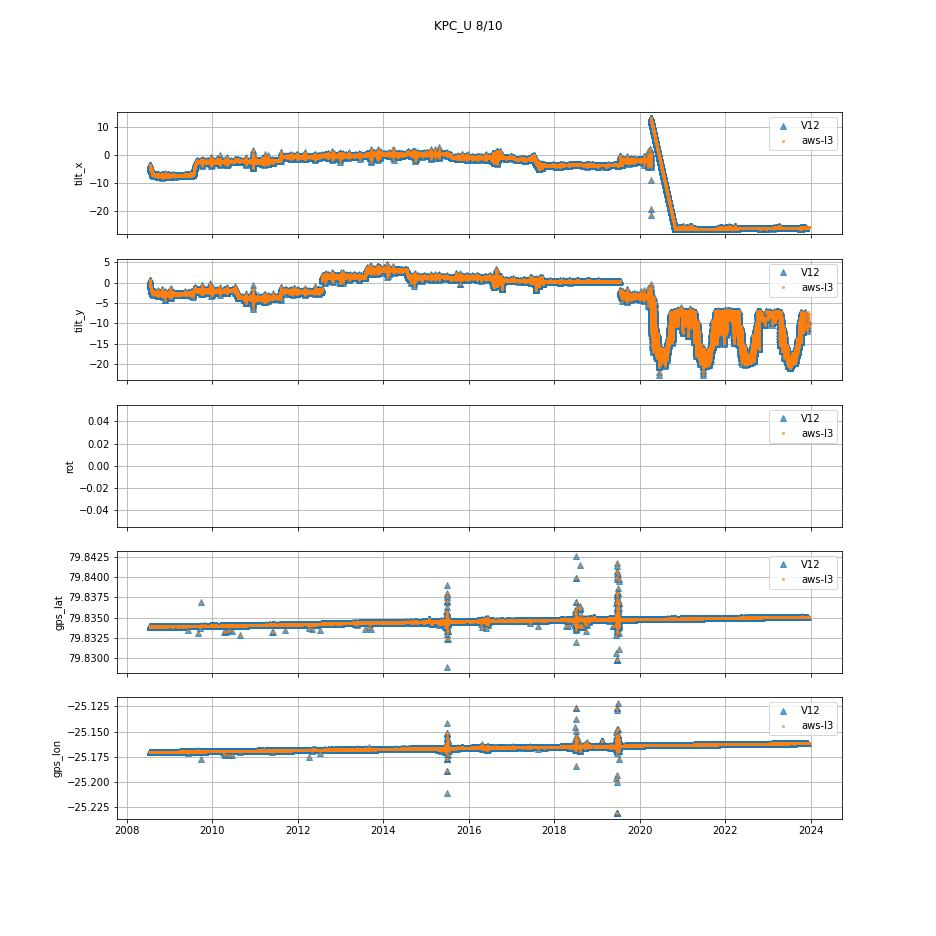 KPC_U 8/10
10
0
−10
−20
tilt_x
V12
aws-l3
5
0
−5
−10
−15
−20
tilt_y
V12
aws-l3
0.04
0.02
0.00
−0.02
−0.04
rot
V12
aws-l3
79.8425
79.8400
79.8375
79.8350
79.8325
79.8300
gps_lat
V12
aws-l3
−25.125
−25.150
−25.175
−25.200
−25.225
gps_lon
V12
aws-l3
2008 2010 2012 2014 2016 2018 2020 2022 2024